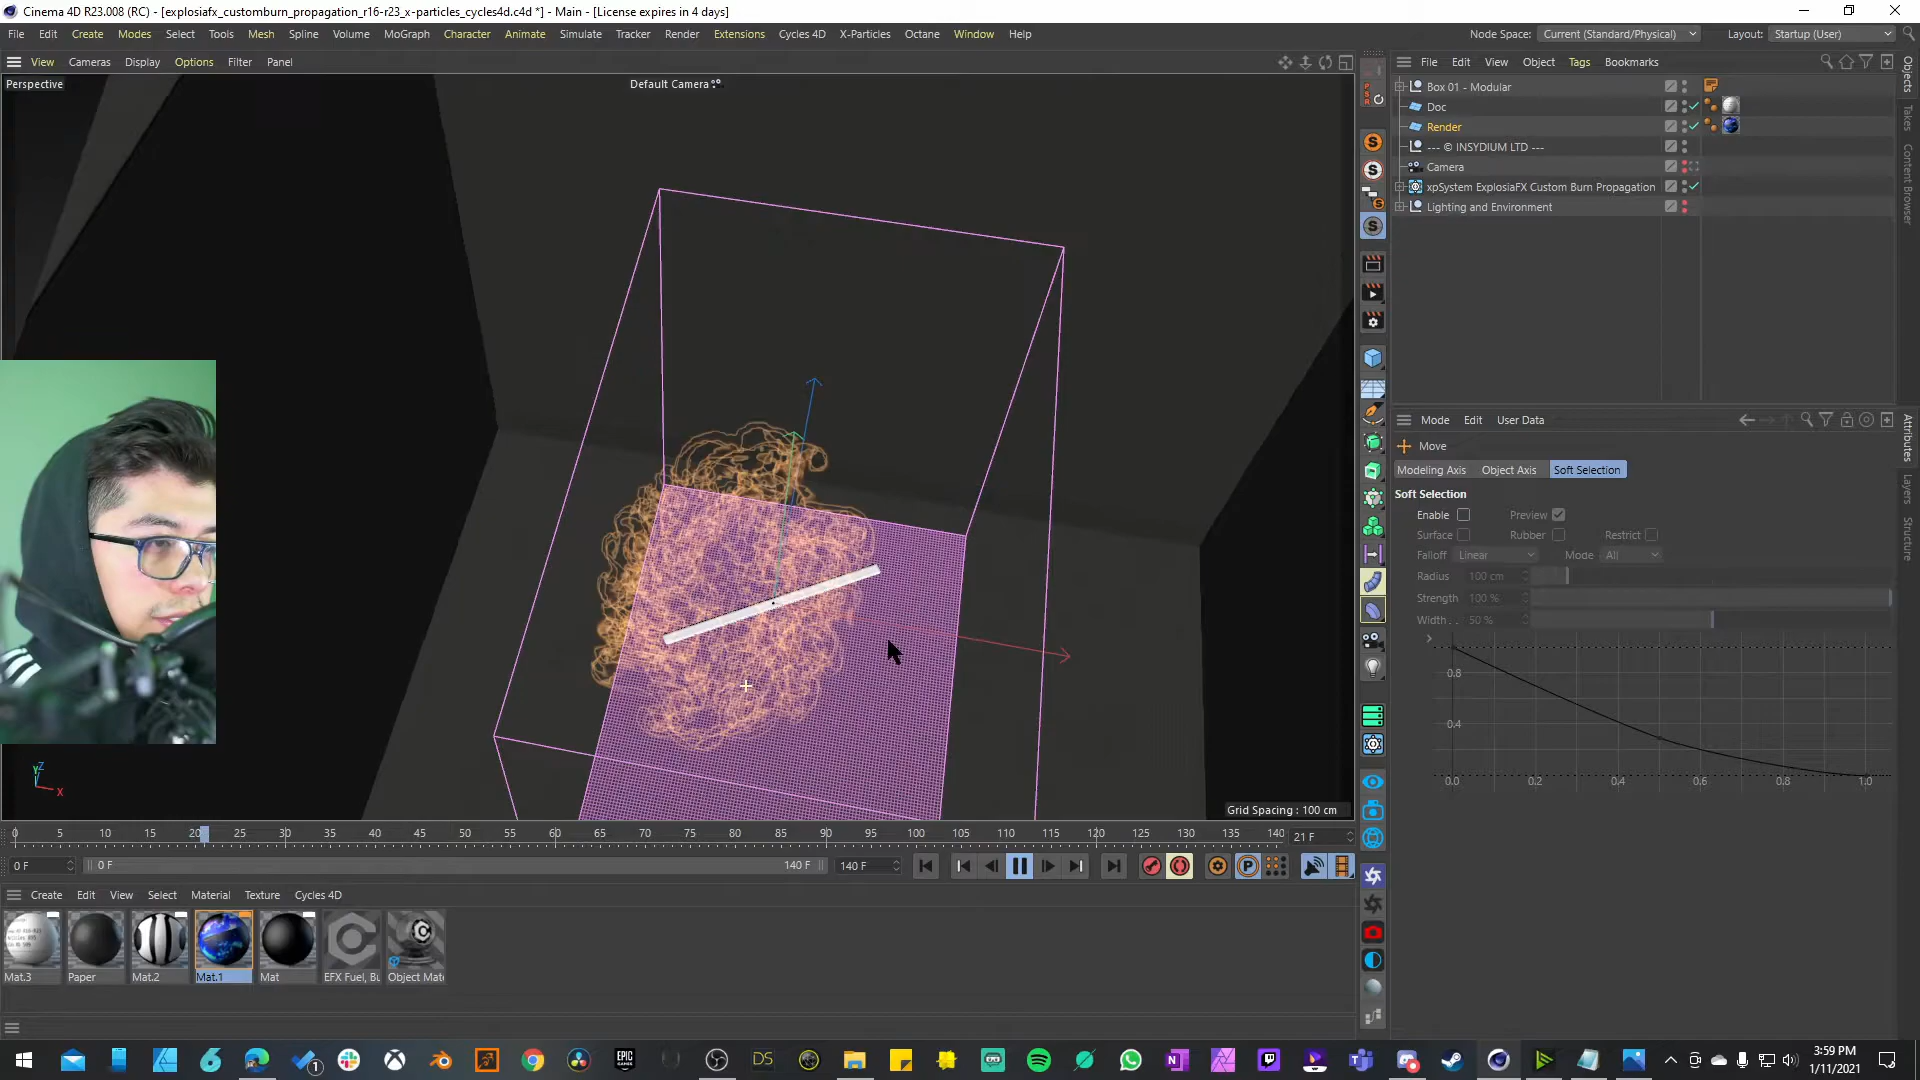 Cinema 4D R23.008 (RC) - [explosiafx_customburn_propagation_r16-r23_x-particles_cycles4d.c4d *] - Main - [License expires in 4 days]
File Edit Create Modes Select Tools Mesh Spline Volume MoGraph Character Animate Simulate Tracker Render Extensions Cycles 4D X-Particles Octane Window Help
Node Space: Current (Standard/Physical) Layout: Startup (User)
View Cameras Display Options Filter Panel
File Edit View Object Tags Bookmarks
Perspective
Default Camera
Box 01 - Modular
Doc
Render
--- © INSYDIUM LTD ---
Camera
xpSystem ExplosiaFX Custom Burn Propagation
Lighting and Environment
Objects
Takes
Content Browser
Mode Edit User Data
Move
Modeling Axis Object Axis Soft Selection
Soft Selection
Enable Preview
Surface Rubber Restrict
Falloff Linear Mode All
Radius 100 cm
Strength 100 %
Width . . 50 %
0.8
0.4
0.0 0.2 0.4 0.6 0.8 1.0
Attributes
Layers
Structure
Y Z
X
Grid Spacing : 100 cm
0 5 10 15 20 25 30 35 40 45 50 55 60 65 70 75 80 85 90 95 100 105 110 115 120 125 130 135 140
21 F
0 F 0 F 140 F 140 F
Create Edit View Select Material Texture Cycles 4D
Mat.3 Paper Mat.2 Mat.1 Mat EFX Fuel, Bu Object Mate
3:59 PM
1/11/2021